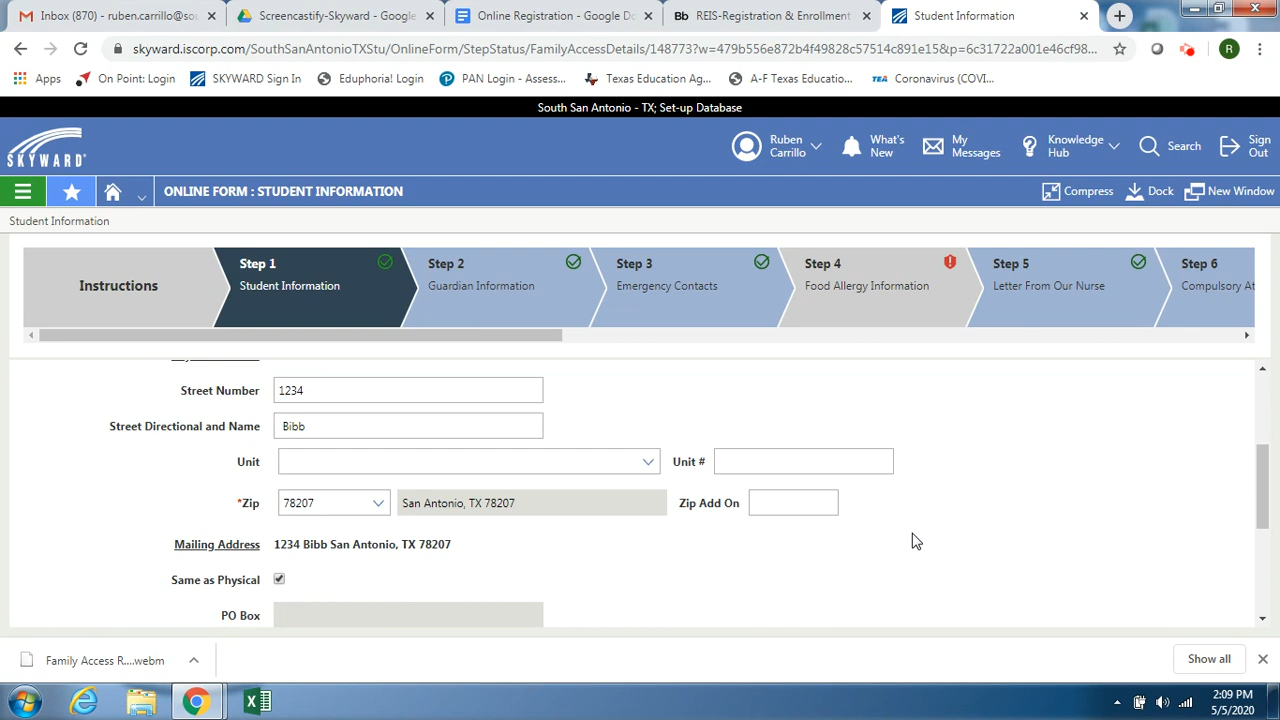 Inbox (870) - ruben.carrillo@so
Screencastify-Skyward - Google
Online Registration - Google Do
Bb REIS-Registration & Enrollment
Student Information
skyward.iscorp.com/SouthSanAntonioTXStu/OnlineForm/StepStatus/FamilyAccessDetails/148773?w=479b556e872b4f49828c57514c891e15&p=6c31722a001e46cf98...
R
Apps
On Point: Login
SKYWARD Sign In
Eduphoria! Login
PAN Login - Assess...
Texas Education Ag...
A-F Texas Educatio...
TEA Coronavirus (COVI...
South San Antonio - TX; Set-up Database
SKYWARD
Ruben Carrillo
What's New
My Messages
Knowledge Hub
Search
Sign Out
ONLINE FORM : STUDENT INFORMATION
Compress
Dock
New Window
Student Information
Instructions
Step 1
Student Information
Step 2
Guardian Information
Step 3
Emergency Contacts
Step 4
Food Allergy Information
Step 5
Letter From Our Nurse
Step 6
Compulsory At
Street Number 1234
Street Directional and Name Bibb
Unit Unit #
*Zip 78207 San Antonio, TX 78207 Zip Add On
Mailing Address 1234 Bibb San Antonio, TX 78207
Same as Physical
PO Box
Family Access R....webm
Show all
2:09 PM
5/5/2020